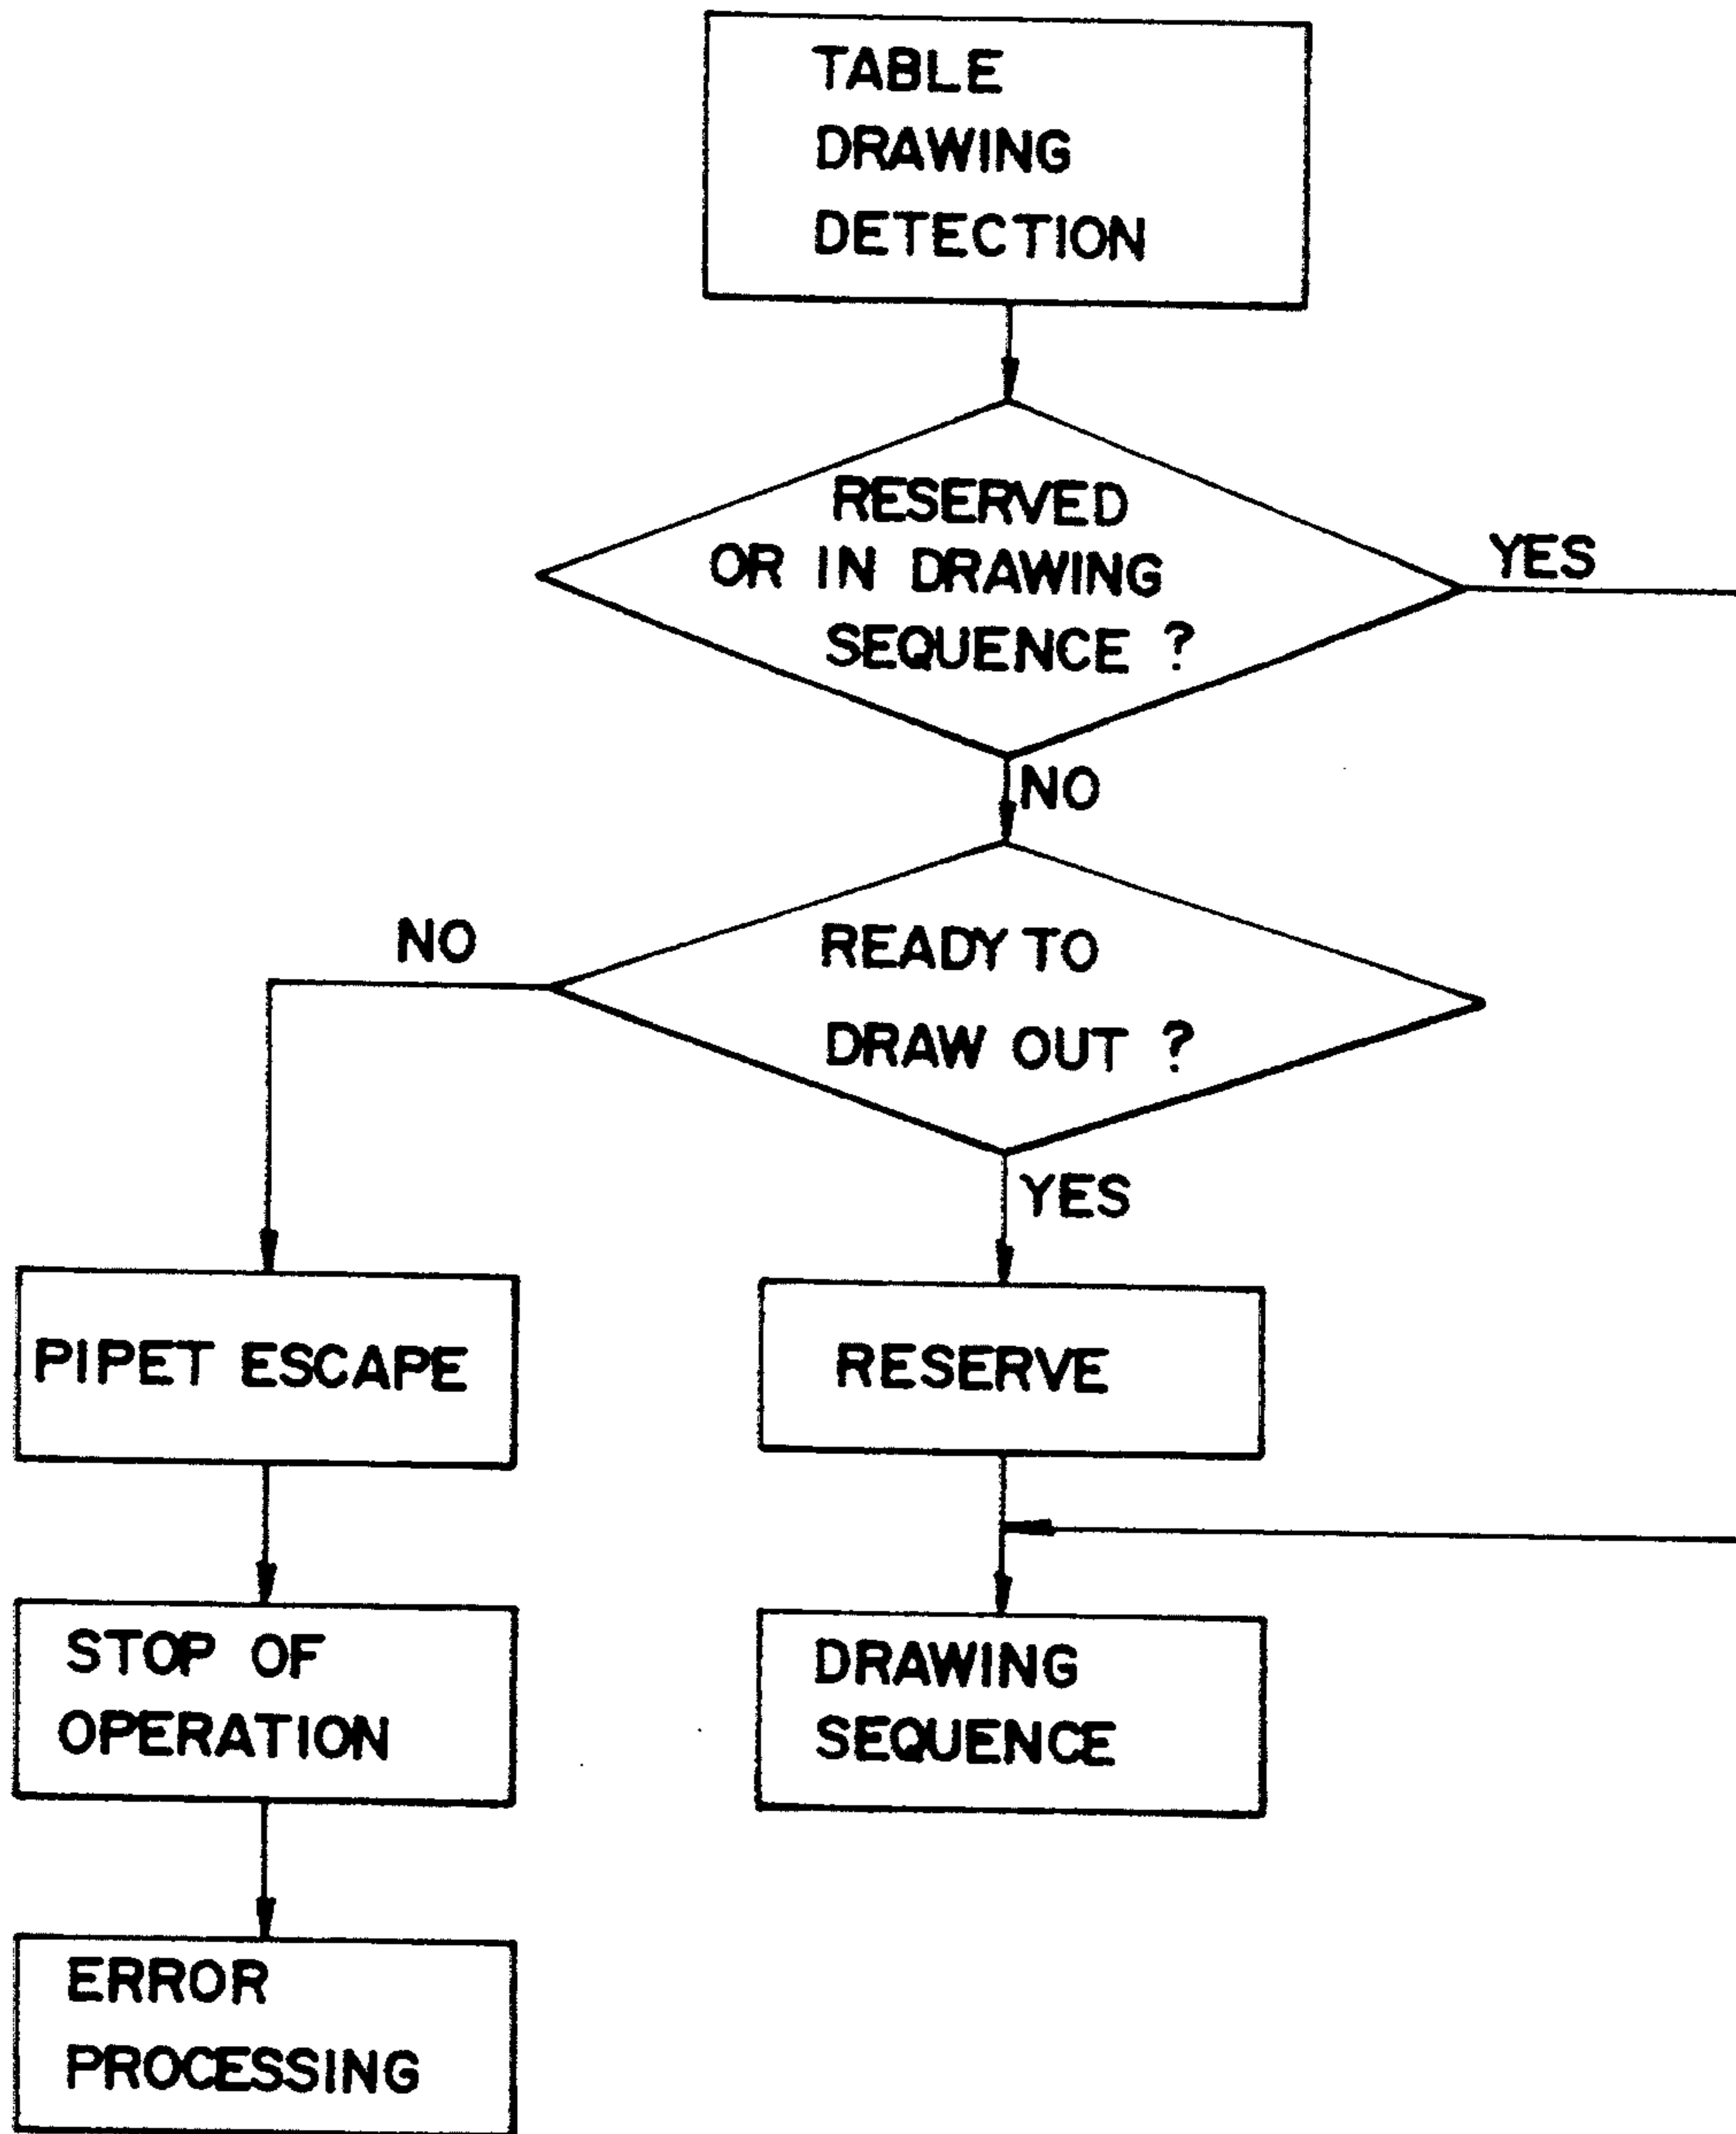 TABLE
DRAWING
DETECTION
RESERVED
OR IN DRAWING
SEQUENCE ?
YES
NO
READY TO
DRAW OUT ?
NO
YES
PIPET ESCAPE
RESERVE
STOP OF
OPERATION
DRAWING
SEQUENCE
ERROR
PROCESSING